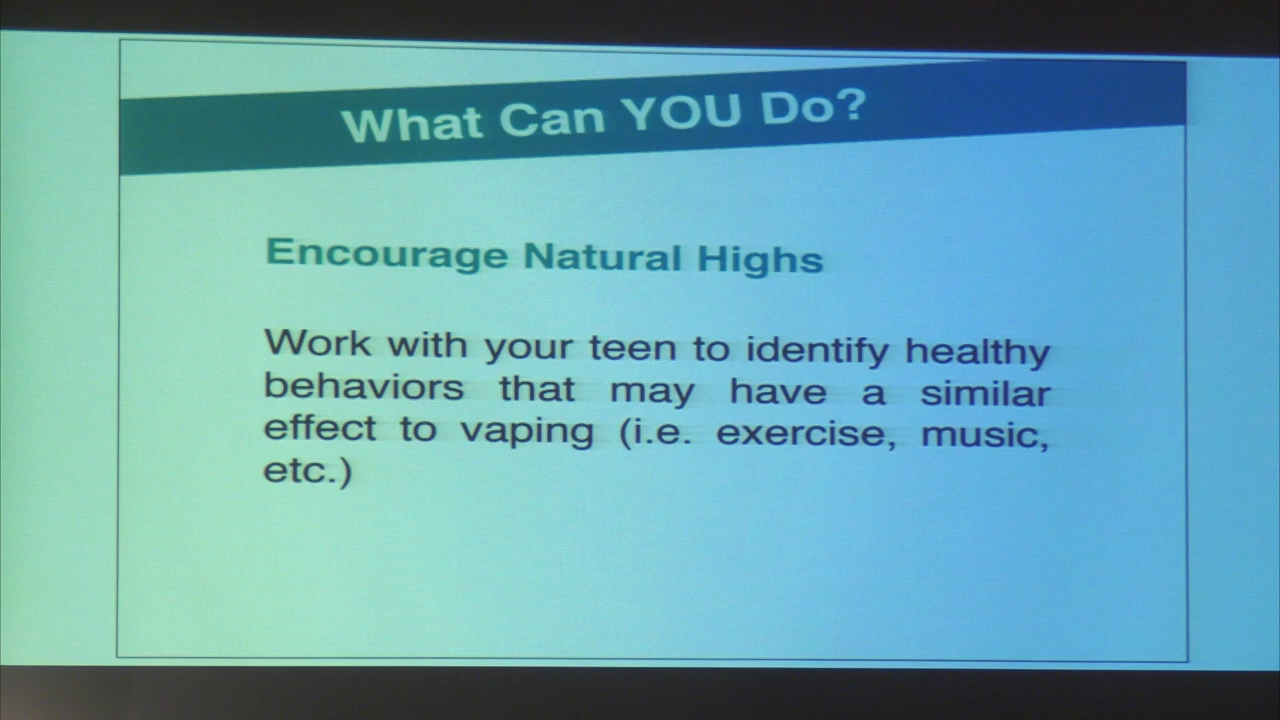 What Can YOU Do?
Encourage Natural Highs
Work with your teen to identify healthy
behaviors that may have a similar
effect to vaping (i.e. exercise, music,
etc.)